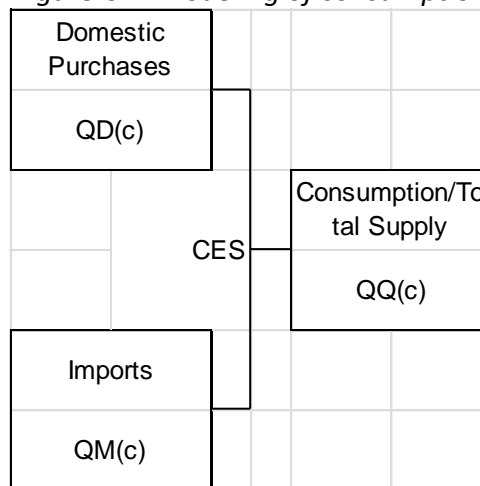 Domestic
Purchases
QD(c)
Consumption/To
tal Supply
CES
QQ(c)
Imports
QM(c)